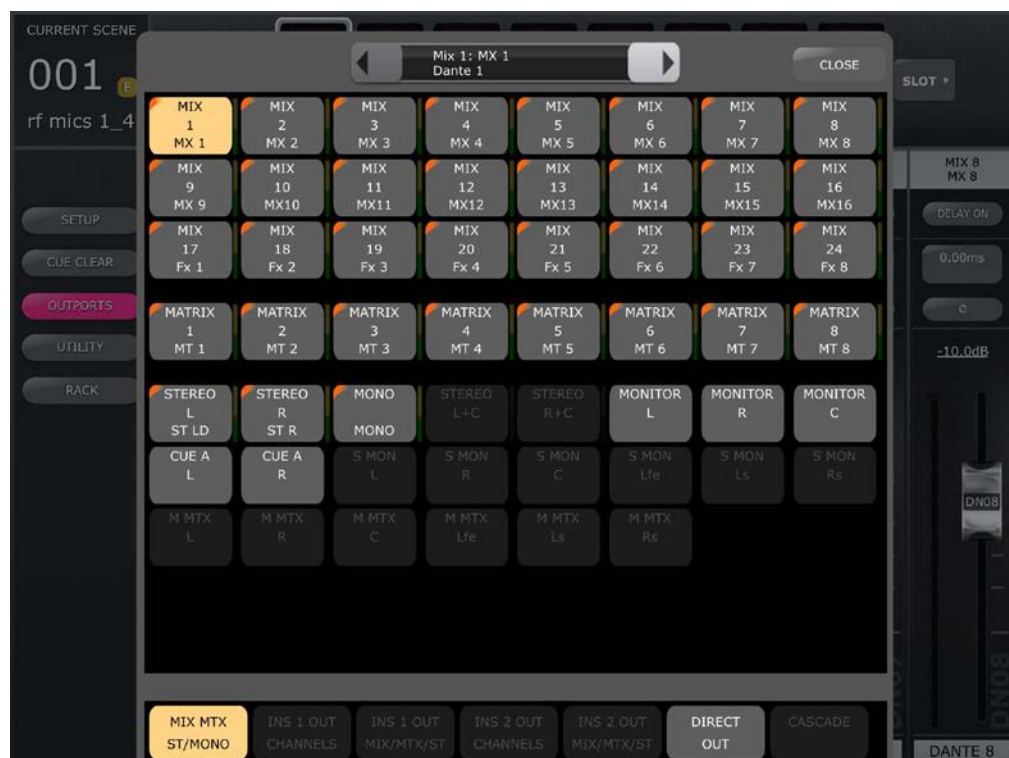 CURRENT SCENE
001 E
rf mics 1_4
Mix 1: MX 1
Dante 1
CLOSE
SLOT
MIX 1 MX 1
MIX 2 MX 2
MIX 3 MX 3
MIX 4 MX 4
MIX 5 MX 5
MIX 6 MX 6
MIX 7 MX 7
MIX 8 MX 8
MIX 9 MX 9
MIX 10 MX10
MIX 11 MX11
MIX 12 MX12
MIX 13 MX13
MIX 14 MX14
MIX 15 MX15
MIX 16 MX16
MIX 17 Fx 1
MIX 18 Fx 2
MIX 19 Fx 3
MIX 20 Fx 4
MIX 21 Fx 5
MIX 22 Fx 6
MIX 23 Fx 7
MIX 24 Fx 8
MATRIX 1 MT 1
MATRIX 2 MT 2
MATRIX 3 MT 3
MATRIX 4 MT 4
MATRIX 5 MT 5
MATRIX 6 MT 6
MATRIX 7 MT 7
MATRIX 8 MT 8
STEREO L ST LD
STEREO R ST R
MONO MONO
STEREO L+C
STEREO R+C
MONITOR L
MONITOR R
MONITOR C
CUE A L
CUE A R
S MON L
S MON R
S MON C
S MON Lfe
S MON Ls
S MON Rs
M MTX L
M MTX R
M MTX C
M MTX Lfe
M MTX Ls
M MTX Rs
MIX MTX ST/MONO
INS 1 OUT CHANNELS
INS 1 OUT MIX/MTX/ST
INS 2 OUT CHANNELS
INS 2 OUT MIX/MTX/ST
DIRECT OUT
CASCADE
SETUP
CUE CLEAR
OUTPORTS
UTILITY
RACK
MIX 8
MX 8
DELAY ON
0.00ms
Ø
-10.0dB
DN08
DANTE 8